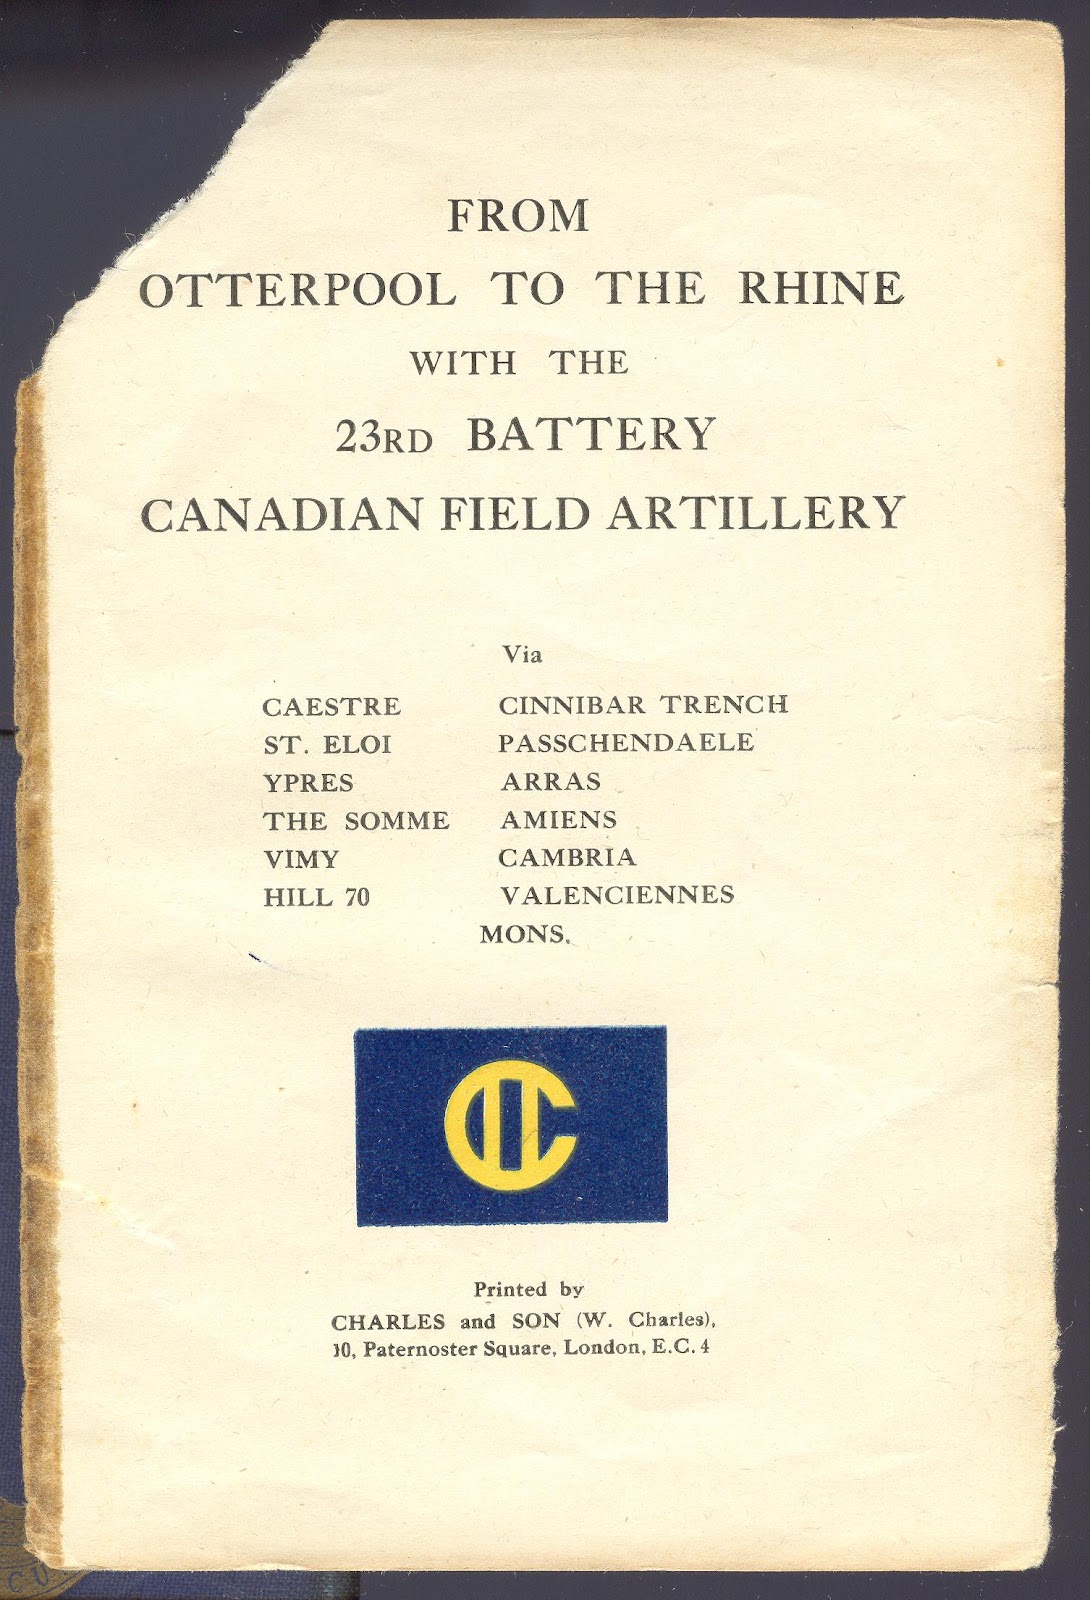 FROM
OTTERPOOL TO THE RHINE
WITH THE
23RD BATTERY
CANADIAN FIELD ARTILLERY
Via
CAESTRE CINNIBAR TRENCH
ST. ELOI PASSCHENDAELE
YPRES ARRAS
THE SOMME AMIENS
VIMY CAMBRIA
HILL 70 VALENCIENNES
MONS.
IIC
Printed by
CHARLES and SON (W. Charles),
10, Paternoster Square, London, E.C. 4